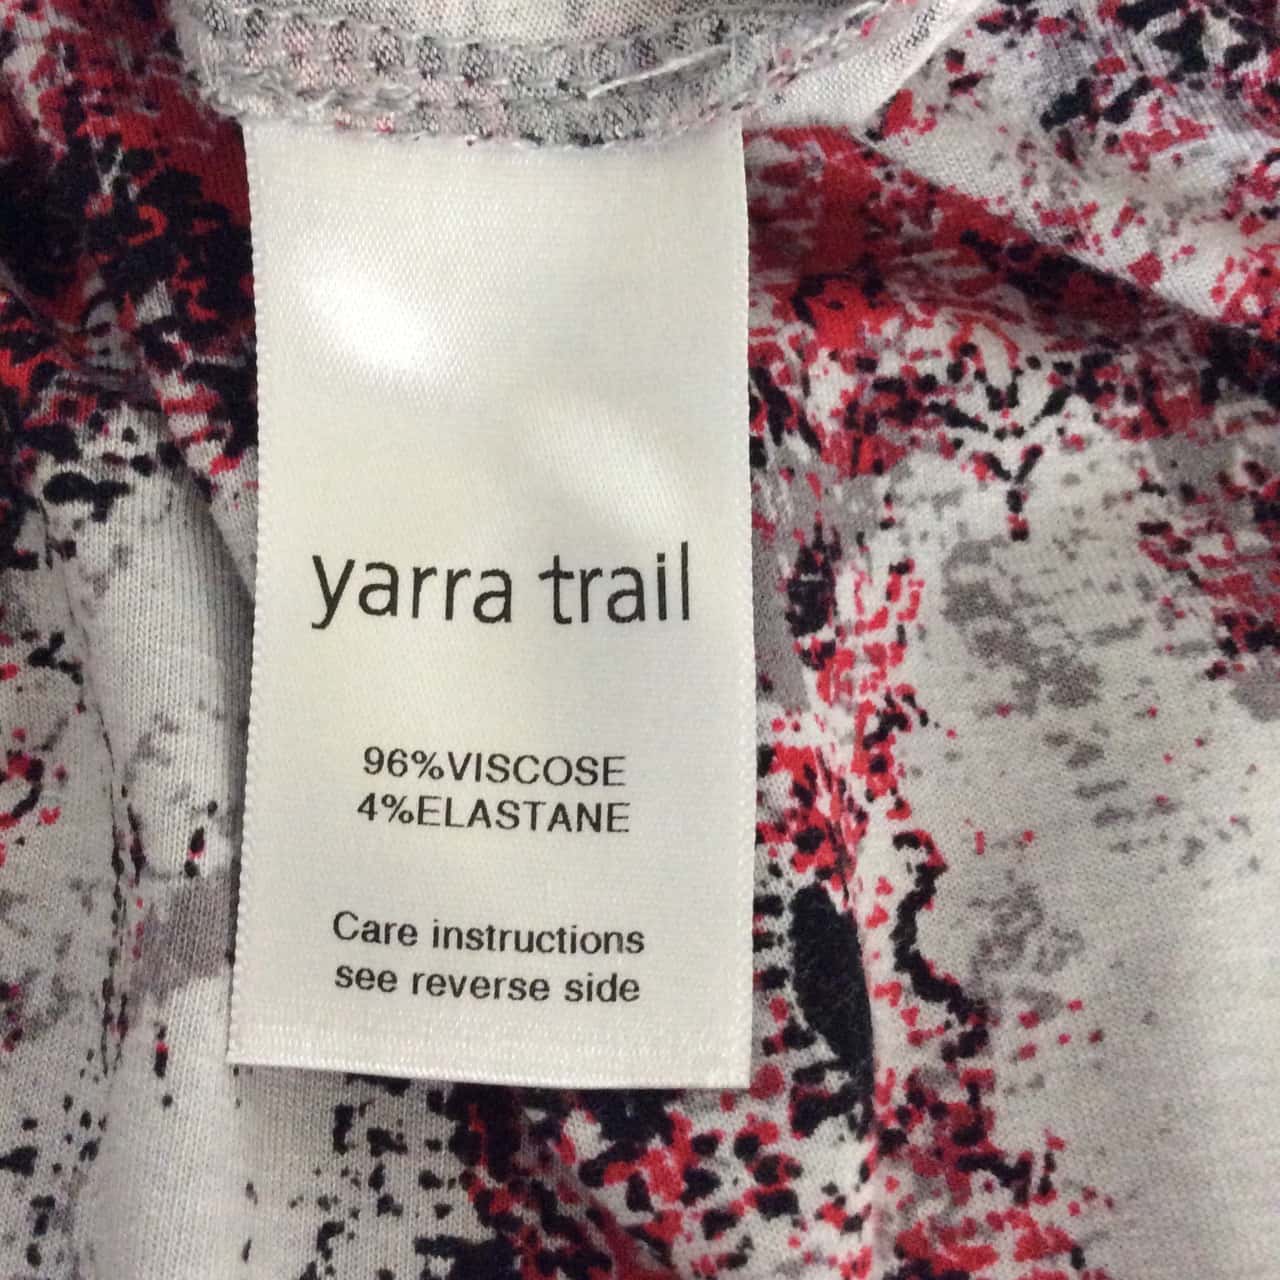 yarra trail
96%VISCOSE
4%ELASTANE
Care instructions
see reverse side